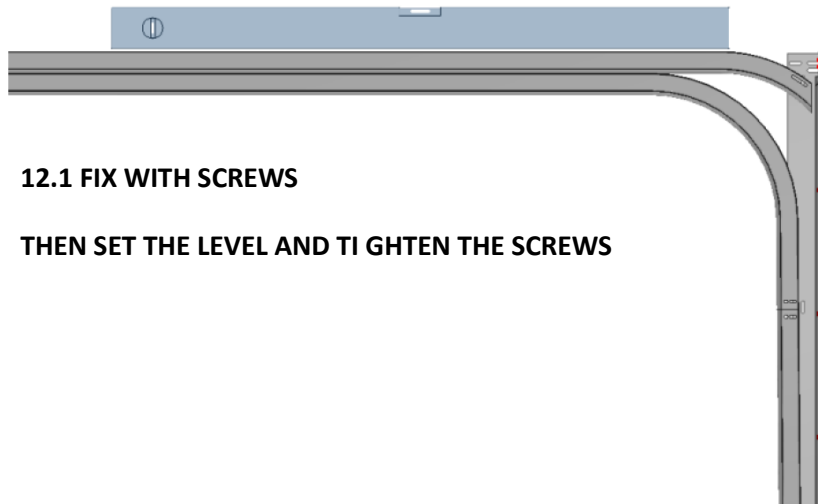 12.1 FIX WITH SCREWS
THEN SET THE LEVEL AND TI GHTEN THE SCREWS